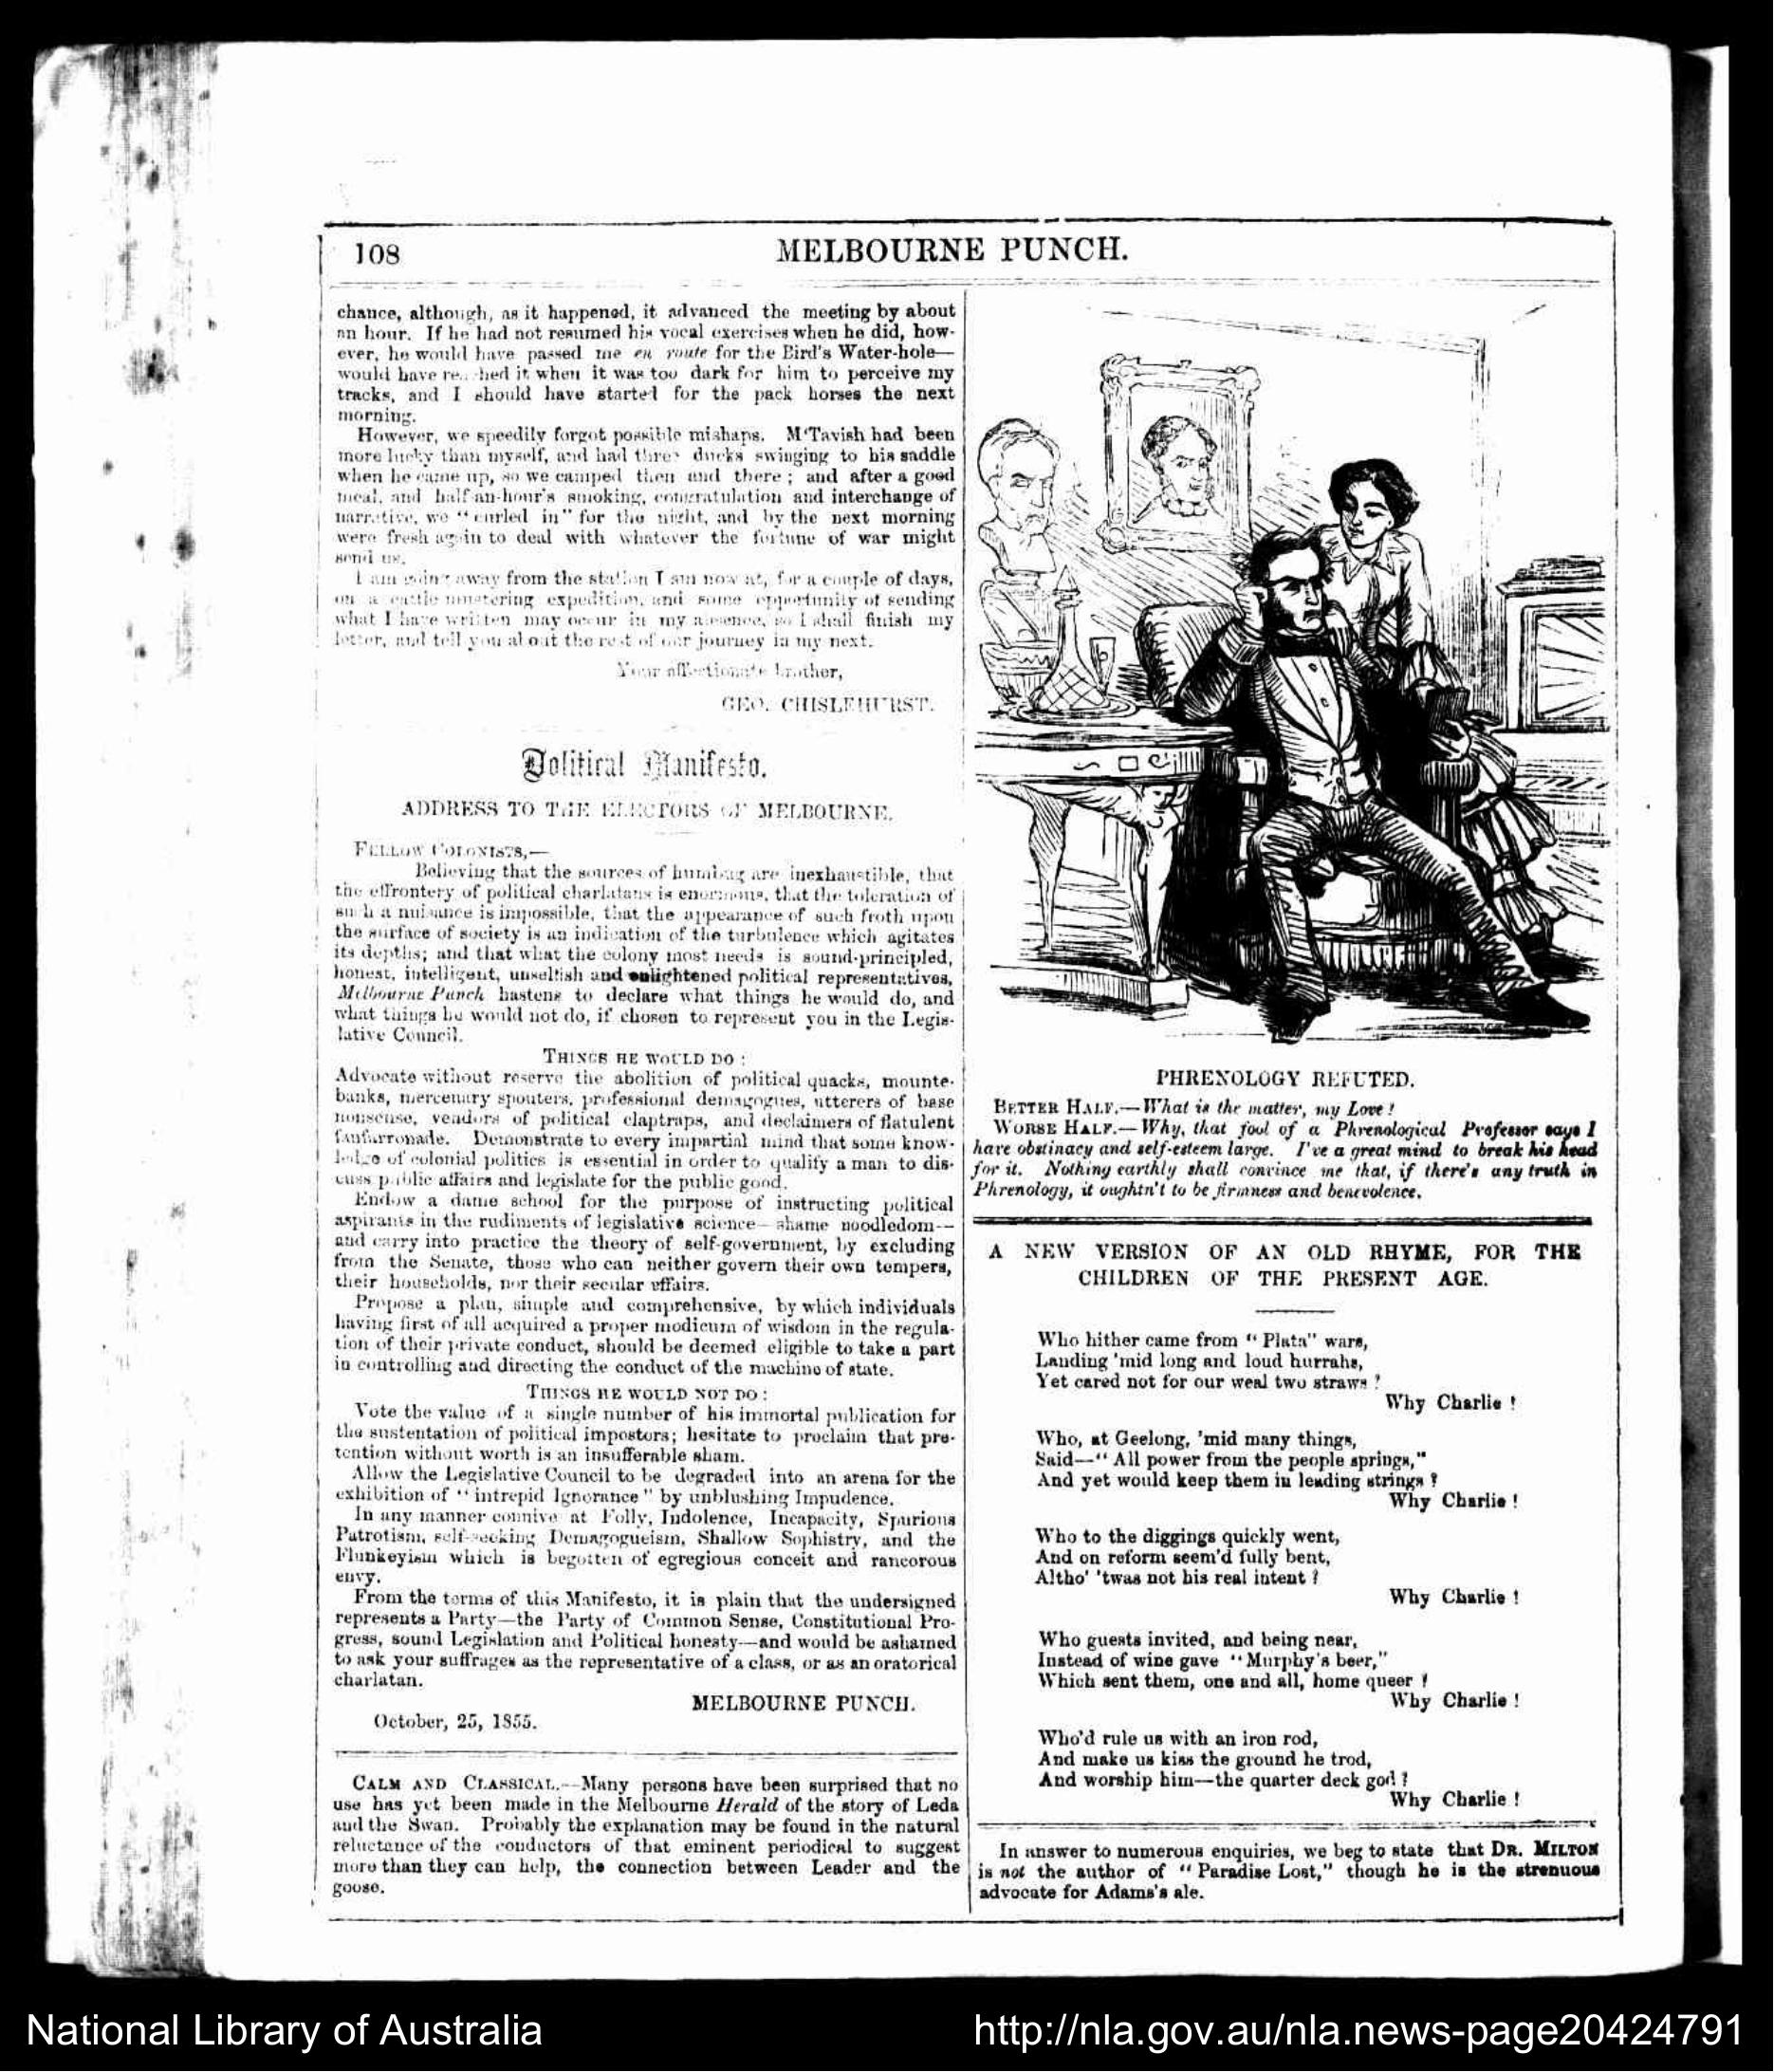 108
MELBOURNE PUNCH.
chance, although, as it happened, it advanced the meeting by about
an hour. If he had not resumed his vocal exercises when he did, how-
ever, he would have passed me en route for the Bird's Water-hole—
would have reached it when it was too dark for him to perceive my
tracks, and I should have started for the pack horses the next
morning.
However, we speedily forgot possible mishaps. M'Tavish had been
more lucky than myself, and had three ducks swinging to his saddle
when he came up, so we camped then and there; and after a good
meal, and half-an-hour's smoking, congratulation and interchange of
narrative, we "curled in" for the night, and by the next morning
were fresh again to deal with whatever the fortune of war might
send us.
I am going away from the station I am now at, for a couple of days,
on a cattle mustering expedition, and some opportunity of sending
what I have written may occur in my absence, so I shall finish my
letter, and tell you about the rest of our journey in my next.
Your affectionate brother,
GEO. CHISLEHURST.
Political Manifesto.
ADDRESS TO THE ELECTORS OF MELBOURNE.
FELLOW COLONISTS,—
Believing that the sources of humbug are inexhaustible, that
the effrontery of political charlatans is enormous, that the toleration of
such a nuisance is impossible, that the appearance of such froth upon
the surface of society is an indication of the turbulence which agitates
its depths; and that what the colony most needs is sound-principled,
honest, intelligent, unselfish and enlightened political representatives,
Melbourne Punch hastens to declare what things he would do, and
what things he would not do, if chosen to represent you in the Legis-
lative Council.
THINGS HE WOULD DO:
Advocate without reserve the abolition of political quacks, mounte-
banks, mercenary spouters, professional demagogues, utterers of base
nonsense, vendors of political claptraps, and declaimers of flatulent
fanfarronade. Demonstrate to every impartial mind that some know-
ledge of colonial politics is essential in order to qualify a man to dis-
cuss public affairs and legislate for the public good.
Endow a dame school for the purpose of instructing political
aspirants in the rudiments of legislative science—shame noodledom—
and carry into practice the theory of self-government, by excluding
from the Senate, those who can neither govern their own tempers,
their households, nor their secular affairs.
Propose a plan, simple and comprehensive, by which individuals
having first of all acquired a proper modicum of wisdom in the regula-
tion of their private conduct, should be deemed eligible to take a part
in controlling and directing the conduct of the machine of state.
THINGS HE WOULD NOT DO:
Vote the value of a single number of his immortal publication for
the sustentation of political impostors; hesitate to proclaim that pre-
tention without worth is an insufferable sham.
Allow the Legislative Council to be degraded into an arena for the
exhibition of "intrepid Ignorance" by unblushing Impudence.
In any manner connive at Folly, Indolence, Incapacity, Spurious
Patrotism, self-seeking Demagogueism, Shallow Sophistry, and the
Flunkeyism which is begotten of egregious conceit and rancorous
envy.
From the terms of this Manifesto, it is plain that the undersigned
represents a Party—the Party of Common Sense, Constitutional Pro-
gress, sound Legislation and Political honesty—and would be ashamed
to ask your suffrages as the representative of a class, or as an oratorical
charlatan.
MELBOURNE PUNCH.
October, 25, 1855.
CALM AND CLASSICAL.—Many persons have been surprised that no
use has yet been made in the Melbourne Herald of the story of Leda
and the Swan. Probably the explanation may be found in the natural
reluctance of the conductors of that eminent periodical to suggest
more than they can help, the connection between Leader and the
goose.
PHRENOLOGY REFUTED.
BETTER HALF.—What is the matter, my Love?
WORSE HALF.—Why, that fool of a Phrenological Professor says I
have obstinacy and self-esteem large. I've a great mind to break his head
for it. Nothing earthly shall convince me that, if there's any truth in
Phrenology, it oughtn't to be firmness and benevolence.
A NEW VERSION OF AN OLD RHYME, FOR THE
CHILDREN OF THE PRESENT AGE.
Who hither came from "Plata" wars,
Landing 'mid long and loud hurrahs,
Yet cared not for our weal two straws?
Why Charlie!
Who, at Geelong, 'mid many things,
Said—"All power from the people springs,"
And yet would keep them in leading strings?
Why Charlie!
Who to the diggings quickly went,
And on reform seem'd fully bent,
Altho' 'twas not his real intent?
Why Charlie!
Who guests invited, and being near,
Instead of wine gave "Murphy's beer,"
Which sent them, one and all, home queer?
Why Charlie!
Who'd rule us with an iron rod,
And make us kiss the ground he trod,
And worship him—the quarter deck god?
Why Charlie!
In answer to numerous enquiries, we beg to state that DR. MILTON
is not the author of "Paradise Lost," though he is the strenuous
advocate for Adams's ale.
National Library of Australia
http://nla.gov.au/nla.news-page20424791